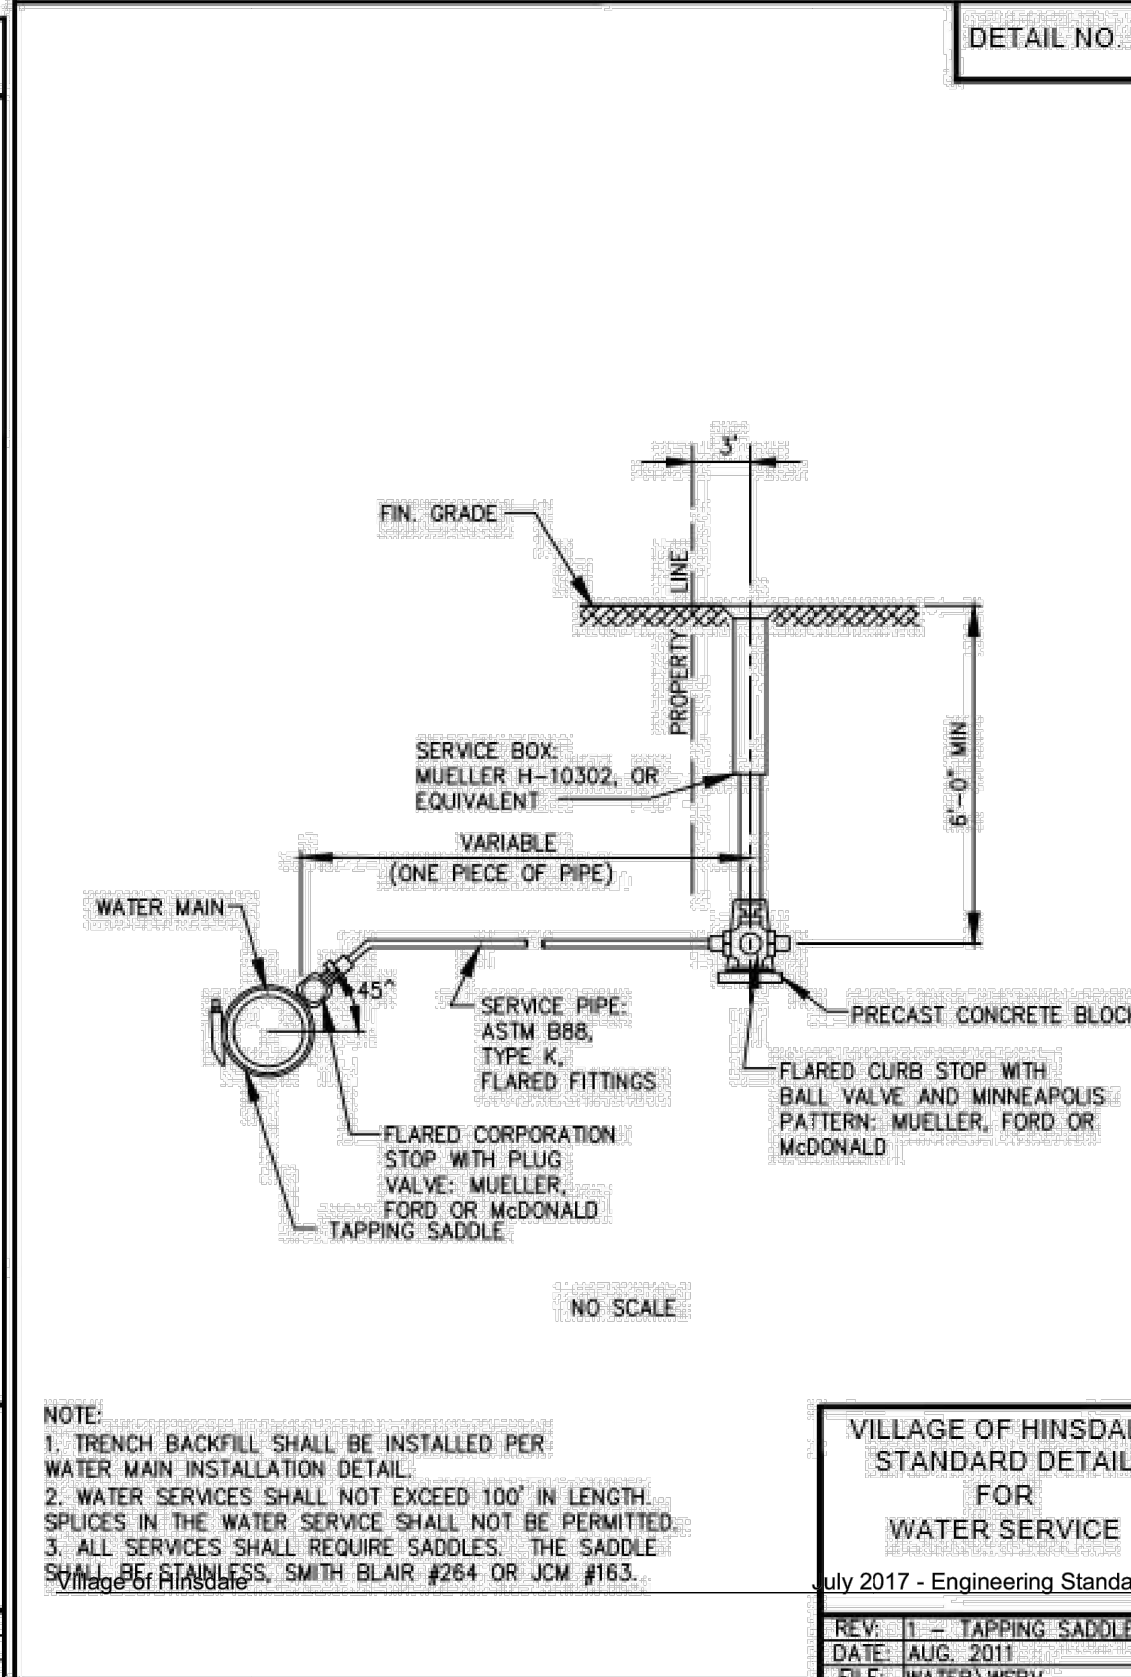 DETAIL NO.
3'
FIN. GRADE
PROPERTY LINE
SERVICE BOX:
MUELLER H-10302, OR
EQUIVALENT
6'-0" MIN
VARIABLE
(ONE PIECE OF PIPE)
WATER MAIN
45^
SERVICE PIPE:
ASTM B88,
TYPE K,
FLARED FITTINGS
PRECAST CONCRETE BLOCK
FLARED CURB STOP WITH
BALL VALVE AND MINNEAPOLIS
PATTERN: MUELLER, FORD OR
McDONALD
FLARED CORPORATION
STOP WITH PLUG
VALVE: MUELLER,
FORD OR McDONALD
TAPPING SADDLE
NO SCALE
NOTE:
1. TRENCH BACKFILL SHALL BE INSTALLED PER
WATER MAIN INSTALLATION DETAIL.
2. WATER SERVICES SHALL NOT EXCEED 100' IN LENGTH.
SPLICES IN THE WATER SERVICE SHALL NOT BE PERMITTED.
3. ALL SERVICES SHALL REQUIRE SADDLES. THE SADDLE
SHALL BE STAINLESS, SMITH BLAIR #264 OR JCM #163.
Village of Hinsdale
VILLAGE OF HINSDAL
STANDARD DETAIL
FOR
WATER SERVICE
July 2017 - Engineering Standa
REV: 1 - TAPPING SADDLE
DATE: AUG. 2011